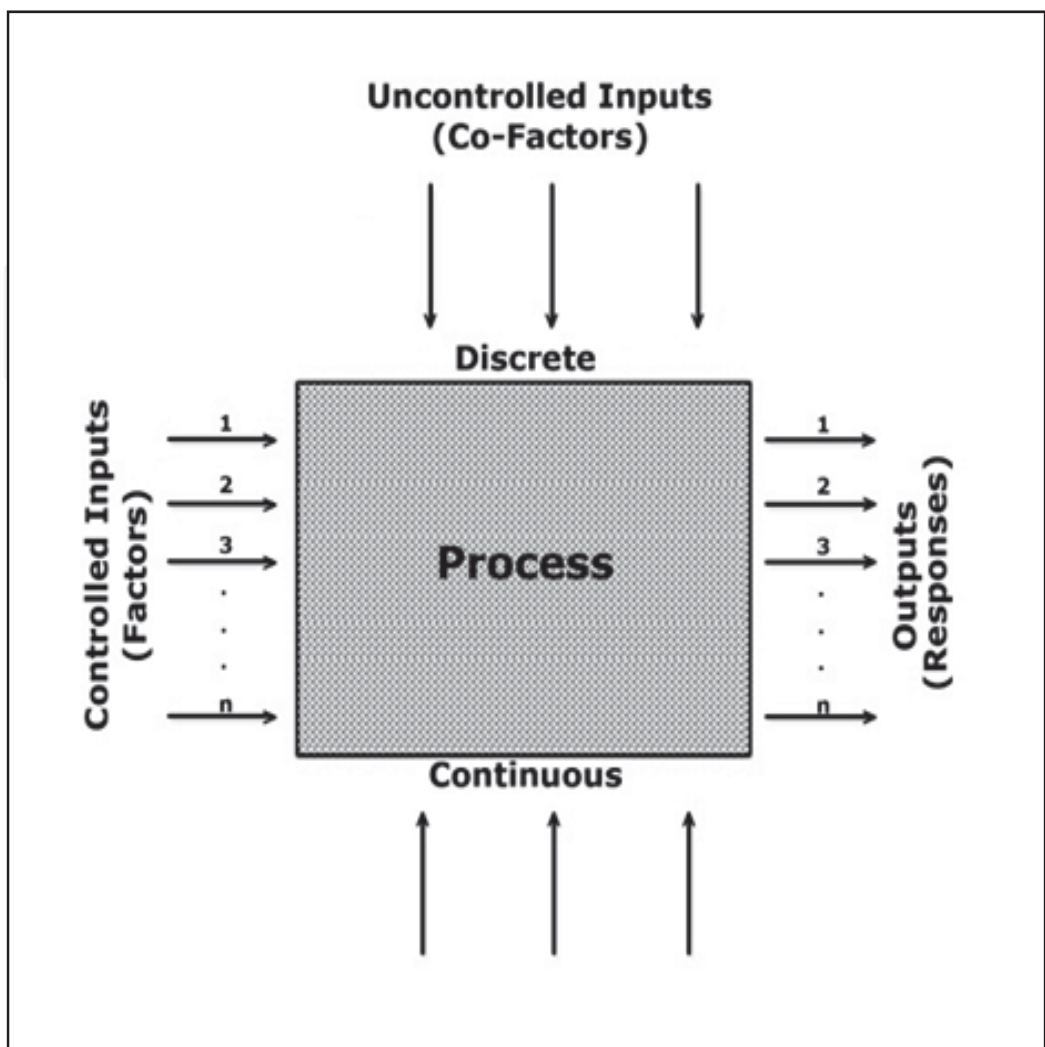 Uncontrolled Inputs
(Co-Factors)
Discrete
Controlled Inputs
(Factors)
1
2
3
.
.
.
n
Process
1
2
3
.
.
.
n
Outputs
(Responses)
Continuous